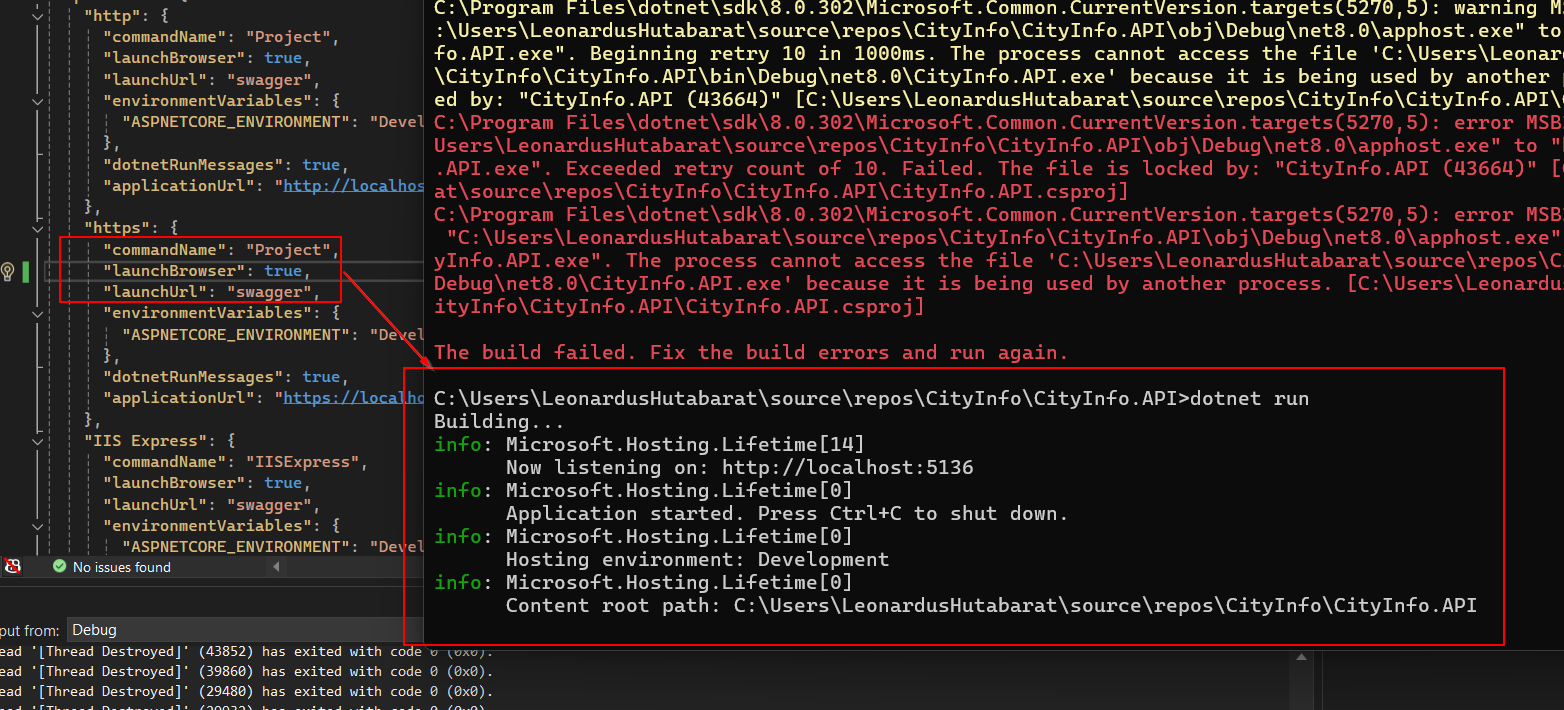 "http": {
"commandName": "Project",
"launchBrowser": true,
"launchUrl": "swagger",
"environmentVariables": {
"ASPNETCORE_ENVIRONMENT": "Devel
},
"dotnetRunMessages": true,
"applicationUrl": "http://localhos
},
"https": {
"commandName": "Project",
"launchBrowser": true,
"launchUrl": "swagger",
"environmentVariables": {
"ASPNETCORE_ENVIRONMENT": "Devel
},
"dotnetRunMessages": true,
"applicationUrl": "https://localho
},
"IIS Express": {
"commandName": "IISExpress",
"launchBrowser": true,
"launchUrl": "swagger",
"environmentVariables": {
"ASPNETCORE_ENVIRONMENT": "Devel
No issues found
put from: Debug
ead '[Thread Destroyed]' (43852) has exited with code 0 (0x0).
ead '[Thread Destroyed]' (39860) has exited with code 0 (0x0).
ead '[Thread Destroyed]' (29480) has exited with code 0 (0x0).
C:\Program Files\dotnet\sdk\8.0.302\Microsoft.Common.CurrentVersion.targets(5270,5): warning M
:\Users\LeonardusHutabarat\source\repos\CityInfo\CityInfo.API\obj\Debug\net8.0\apphost.exe" to
fo.API.exe". Beginning retry 10 in 1000ms. The process cannot access the file 'C:\Users\Leonar
\CityInfo\CityInfo.API\bin\Debug\net8.0\CityInfo.API.exe' because it is being used by another
ed by: "CityInfo.API (43664)" [C:\Users\LeonardusHutabarat\source\repos\CityInfo\CityInfo.API\
C:\Program Files\dotnet\sdk\8.0.302\Microsoft.Common.CurrentVersion.targets(5270,5): error MSB
Users\LeonardusHutabarat\source\repos\CityInfo\CityInfo.API\obj\Debug\net8.0\apphost.exe" to "
.API.exe". Exceeded retry count of 10. Failed. The file is locked by: "CityInfo.API (43664)" [
at\source\repos\CityInfo\CityInfo.API\CityInfo.API.csproj]
C:\Program Files\dotnet\sdk\8.0.302\Microsoft.Common.CurrentVersion.targets(5270,5): error MSB
"C:\Users\LeonardusHutabarat\source\repos\CityInfo\CityInfo.API\obj\Debug\net8.0\apphost.exe"
yInfo.API.exe". The process cannot access the file 'C:\Users\LeonardusHutabarat\source\repos\C
Debug\net8.0\CityInfo.API.exe' because it is being used by another process. [C:\Users\Leonardus
ityInfo\CityInfo.API\CityInfo.API.csproj]
The build failed. Fix the build errors and run again.
C:\Users\LeonardusHutabarat\source\repos\CityInfo\CityInfo.API>dotnet run
Building...
info: Microsoft.Hosting.Lifetime[14]
Now listening on: http://localhost:5136
info: Microsoft.Hosting.Lifetime[0]
Application started. Press Ctrl+C to shut down.
info: Microsoft.Hosting.Lifetime[0]
Hosting environment: Development
info: Microsoft.Hosting.Lifetime[0]
Content root path: C:\Users\LeonardusHutabarat\source\repos\CityInfo\CityInfo.API